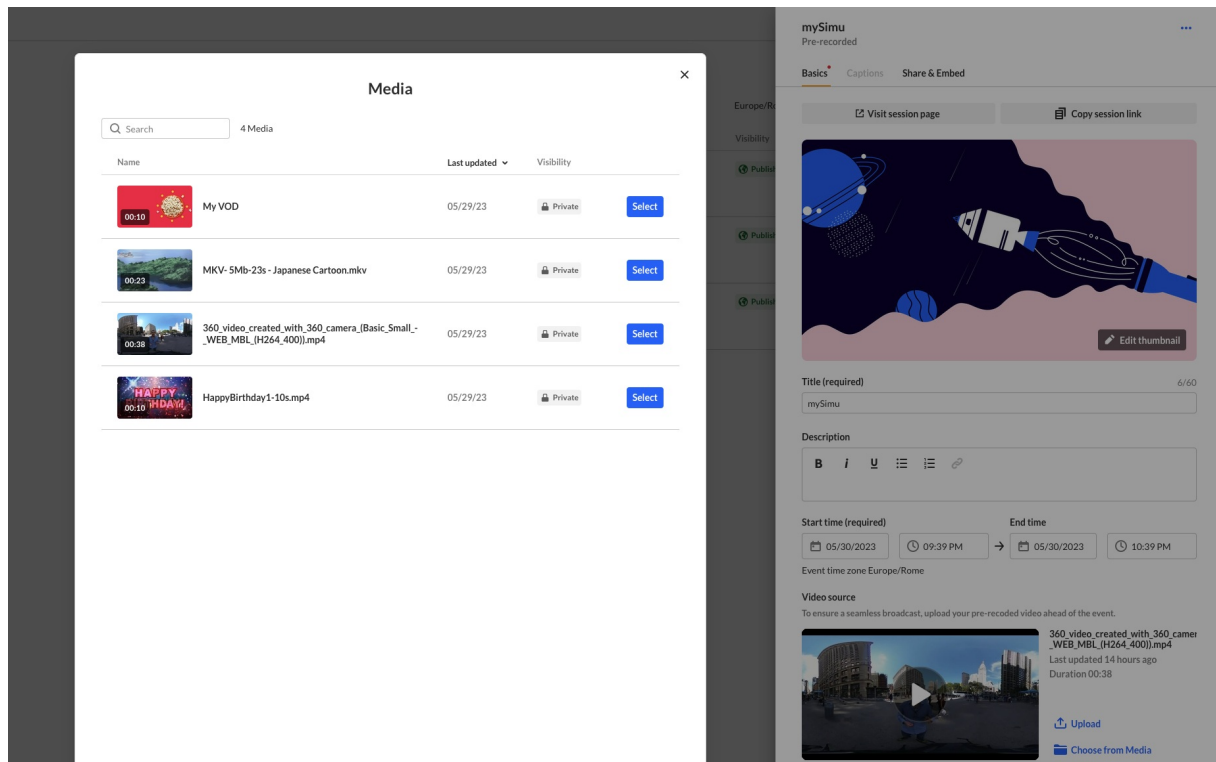 Media
Search
4 Media
Name
Last updated
Visibility
00:10
My VOD
05/29/23
Private
Select
00:23
MKV- 5Mb-23s - Japanese Cartoon.mkv
05/29/23
Private
Select
00:38
360_video_created_with_360_camera_(Basic_Small_-
_WEB_MBL_(H264_400)).mp4
05/29/23
Private
Select
HAPPY
00:10
HappyBirthday1-10s.mp4
05/29/23
Private
Select
Visibility
mySimu
Pre-recorded
Basics
Captions
Share & Embed
Visit session page
Copy session link
Edit thumbnail
Title (required)
6/60
mySimu
Description
B i U
Start time (required)
End time
05/30/2023
09:39 PM
05/30/2023
10:39 PM
Event time zone Europe/Rome
Video source
To ensure a seamless broadcast, upload your pre-recoded video ahead of the event.
360_video_created_with_360_camer
_WEB_MBL_(H264_400)).mp4
Last updated 14 hours ago
Duration 00:38
Upload
Choose from Media